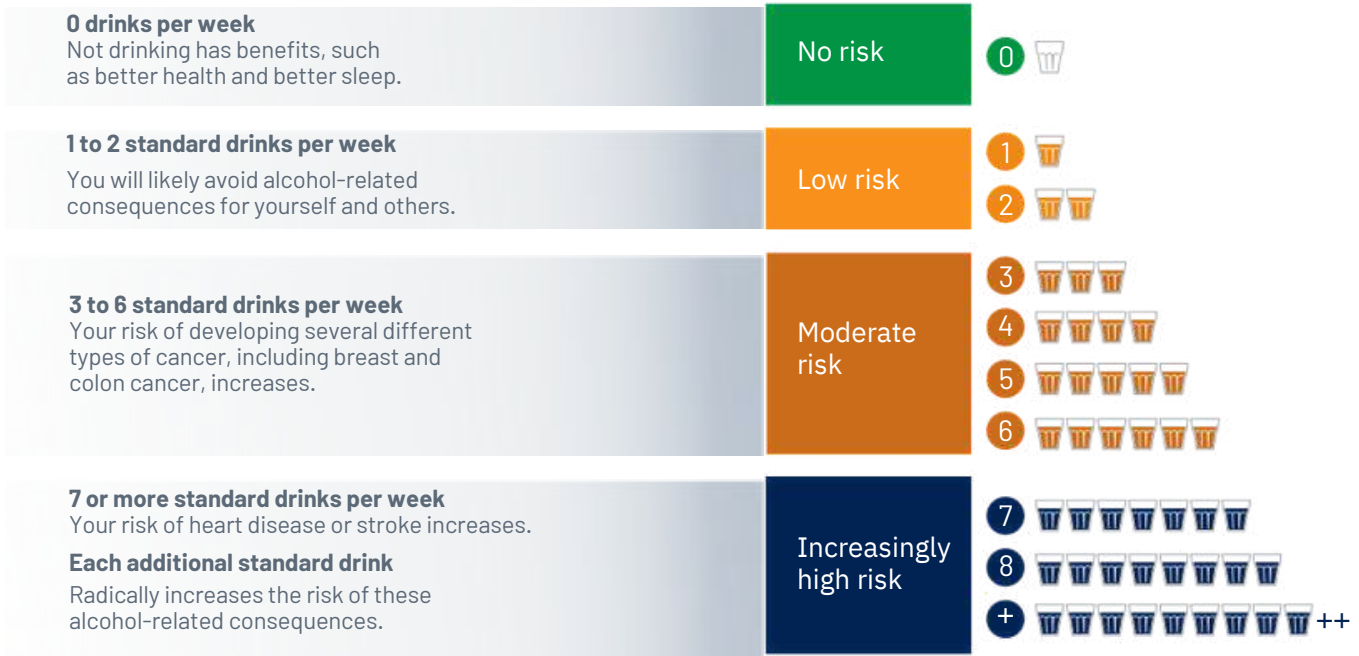 0 drinks per week
Not drinking has benefits, such
as better health and better sleep.
No risk
0
1 to 2 standard drinks per week
You will likely avoid alcohol-related
consequences for yourself and others.
Low risk
1
2
3 to 6 standard drinks per week
Your risk of developing several different
types of cancer, including breast and
colon cancer, increases.
Moderate
risk
3
4
5
6
7 or more standard drinks per week
Your risk of heart disease or stroke increases.
Each additional standard drink
Radically increases the risk of these
alcohol-related consequences.
Increasingly
high risk
7
8
+ ++